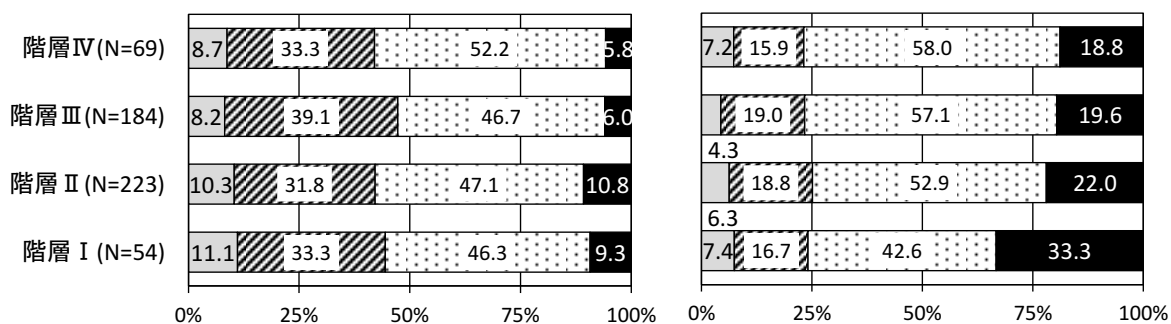 階層Ⅳ(N=69) 8.7 33.3 52.2 5.8 7.2 15.9 58.0 18.8
階層Ⅲ(N=184) 8.2 39.1 46.7 6.0 19.0 57.1 19.6
4.3
階層Ⅱ(N=223) 10.3 31.8 47.1 10.8 18.8 52.9 22.0
6.3
階層Ⅰ(N=54) 11.1 33.3 46.3 9.3 7.4 16.7 42.6 33.3
0% 25% 50% 75% 100% 0% 25% 50% 75% 100%